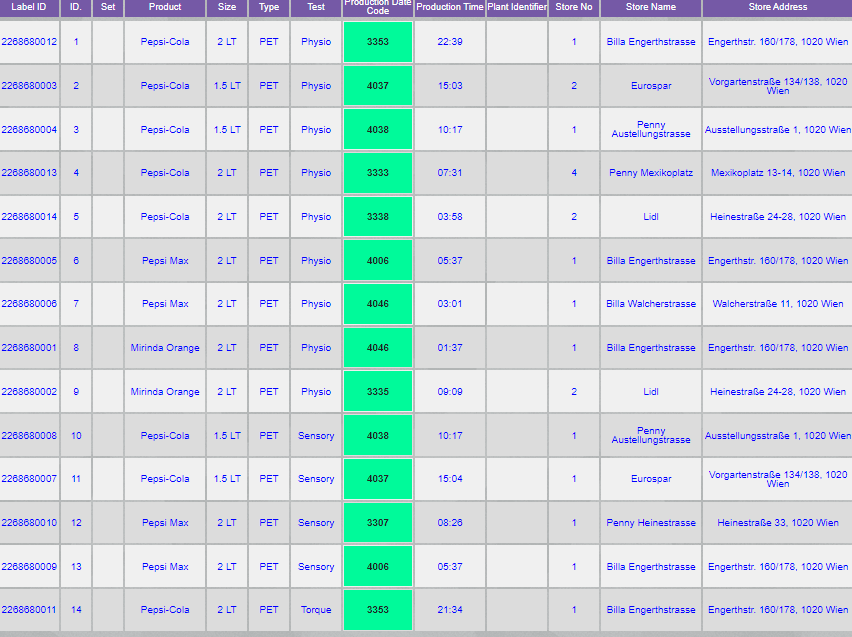 Label ID ID. Set Product Size Type Test Production Date Code Production Time Plant Identifier Store No Store Name Store Address
2268680012 1 Pepsi-Cola 2 LT PET Physio 3353 22:39 1 Billa Engerthstrasse Engerthstr. 160/178, 1020 Wien
2268680003 2 Pepsi-Cola 1.5 LT PET Physio 4037 15:03 2 Eurospar Vorgartenstraße 134/138, 1020 Wien
2268680004 3 Pepsi-Cola 1.5 LT PET Physio 4038 10:17 1 Penny Austellungstrasse Ausstellungsstraße 1, 1020 Wien
2268680013 4 Pepsi-Cola 2 LT PET Physio 3333 07:31 4 Penny Mexikoplatz Mexikoplatz 13-14, 1020 Wien
2268680014 5 Pepsi-Cola 2 LT PET Physio 3338 03:58 2 Lidl Heinestraße 24-28, 1020 Wien
2268680005 6 Pepsi Max 2 LT PET Physio 4006 05:37 1 Billa Engerthstrasse Engerthstr. 160/178, 1020 Wien
2268680006 7 Pepsi Max 2 LT PET Physio 4046 03:01 1 Billa Walcherstrasse Walcherstraße 11, 1020 Wien
2268680001 8 Mirinda Orange 2 LT PET Physio 4046 01:37 1 Billa Engerthstrasse Engerthstr. 160/178, 1020 Wien
2268680002 9 Mirinda Orange 2 LT PET Physio 3335 09:09 2 Lidl Heinestraße 24-28, 1020 Wien
2268680008 10 Pepsi-Cola 1.5 LT PET Sensory 4038 10:17 1 Penny Austellungstrasse Ausstellungsstraße 1, 1020 Wien
2268680007 11 Pepsi-Cola 1.5 LT PET Sensory 4037 15:04 1 Eurospar Vorgartenstraße 134/138, 1020 Wien
2268680010 12 Pepsi Max 2 LT PET Sensory 3307 08:26 1 Penny Heinestrasse Heinestraße 33, 1020 Wien
2268680009 13 Pepsi Max 2 LT PET Sensory 4006 05:37 1 Billa Engerthstrasse Engerthstr. 160/178, 1020 Wien
2268680011 14 Pepsi-Cola 2 LT PET Torque 3353 21:34 1 Billa Engerthstrasse Engerthstr. 160/178, 1020 Wien